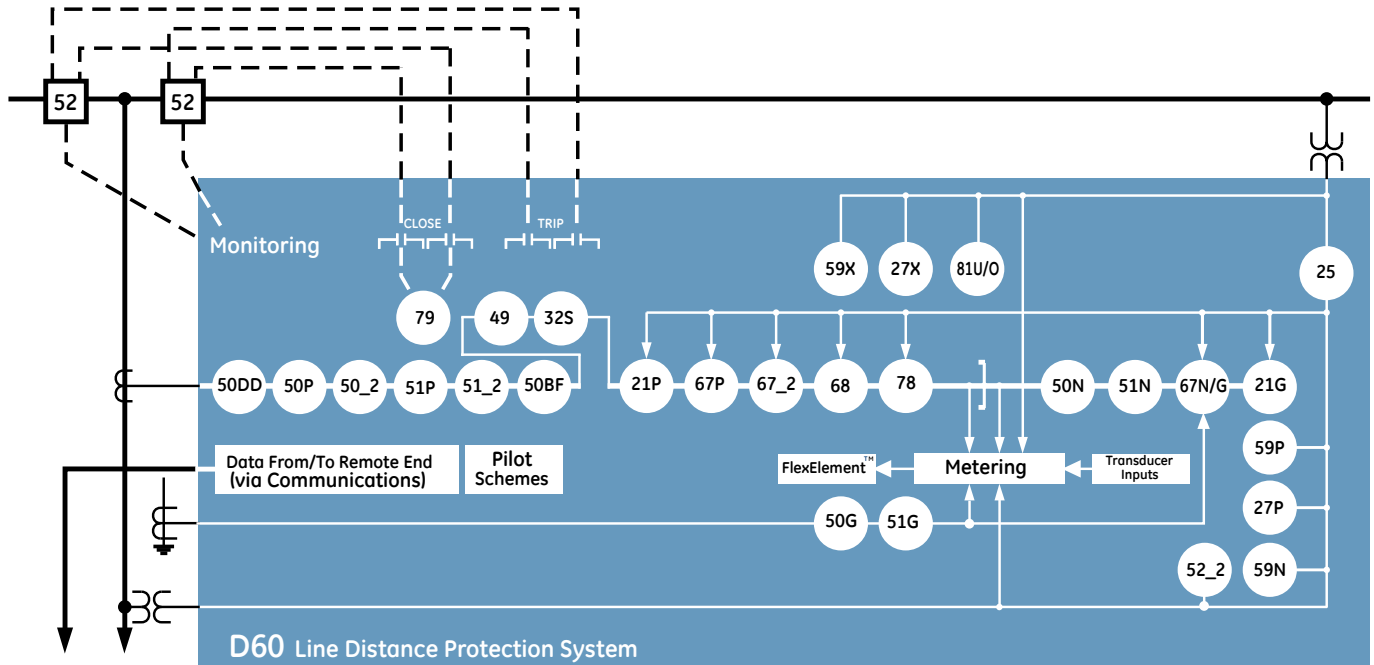 52
52
CLOSE
TRIP
Monitoring
59X
27X
81U/O
25
79
49
32S
50DD
50P
50_2
51P
51_2
50BF
21P
67P
67_2
68
78
50N
51N
67N/G
21G
59P
Data From/To Remote End
(via Communications)
Pilot
Schemes
FlexElement™
Metering
Transducer
Inputs
27P
50G
51G
52_2
59N
D60 Line Distance Protection System